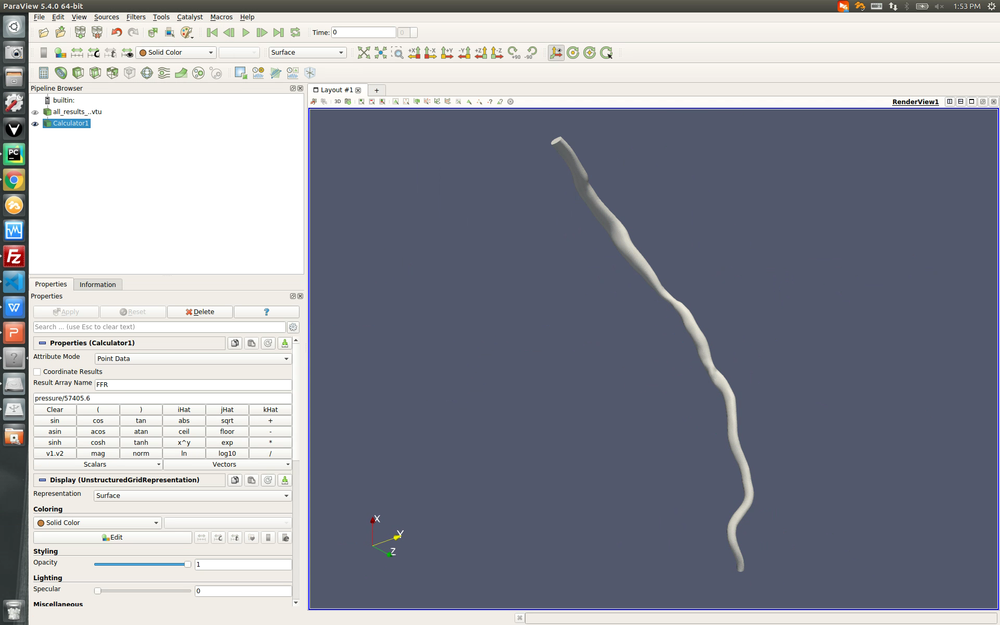 ParaView 5.4.0 64-bit
1:53 PM
File Edit View Sources Filters Tools Catalyst Macros Help
Time: 0 0
Solid Color Surface +X -X +Y -Y +Z -Z +90 -90
Pipeline Browser
builtin:
all_results_..vtu
Calculator1
Layout #1 +
3D
RenderView1
Properties Information
Properties
Apply Reset Delete ?
Search ... (use Esc to clear text)
Properties (Calculator1)
Attribute Mode Point Data
Coordinate Results
Result Array Name FFR
pressure/57405.6
Clear ( ) iHat jHat kHat
sin cos tan abs sqrt +
asin acos atan ceil floor -
sinh cosh tanh x^y exp *
v1.v2 mag norm ln log10 /
Scalars Vectors
Display (UnstructuredGridRepresentation)
Representation Surface
Coloring
Solid Color
Edit
Styling
Opacity 1
Lighting
Specular 0
Miscellaneous
X
Y
Z
PC
Fz
W
P
?